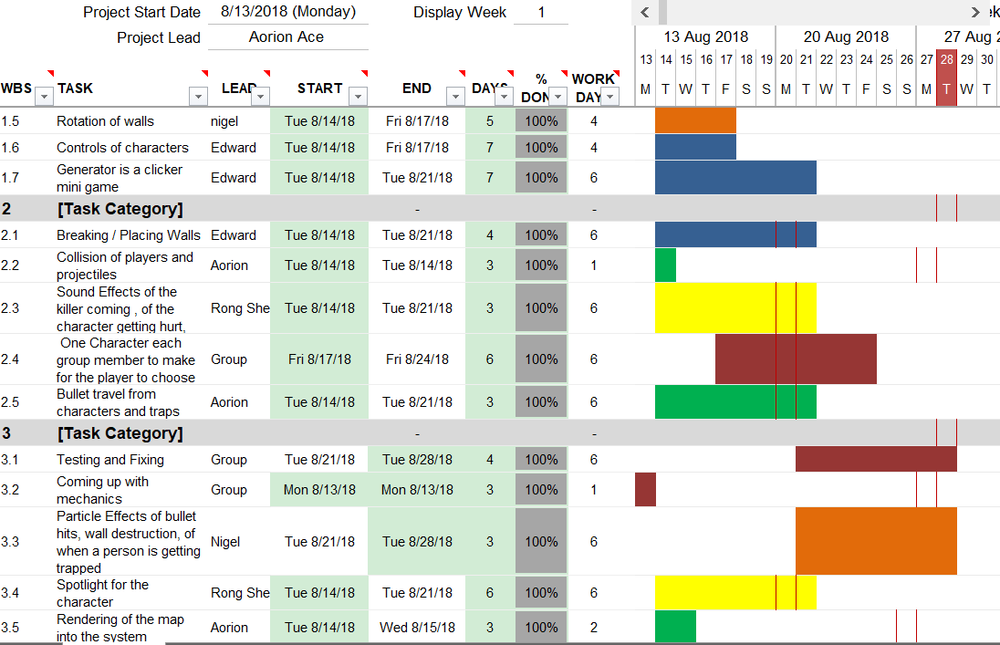 Project Start Date 8/13/2018 (Monday) Display Week 1
Project Lead Aorion Ace
13 Aug 2018 20 Aug 2018 27 Aug 2
13 14 15 16 17 18 19 20 21 22 23 24 25 26 27 28 29 30
WBS TASK LEAD START END DAYS % DONE WORK DAYS
M T W T F S S M T W T F S S M T W T
1.5 Rotation of walls nigel Tue 8/14/18 Fri 8/17/18 5 100% 4
1.6 Controls of characters Edward Tue 8/14/18 Fri 8/17/18 7 100% 4
Generator is a clicker
1.7 mini game Edward Tue 8/14/18 Tue 8/21/18 7 100% 6
2 [Task Category] - -
2.1 Breaking / Placing Walls Edward Tue 8/14/18 Tue 8/21/18 4 100% 6
Collision of players and
2.2 projectiles Aorion Tue 8/14/18 Tue 8/14/18 3 100% 1
Sound Effects of the
2.3 killer coming , of the Rong She Tue 8/14/18 Tue 8/21/18 3 100% 6
character getting hurt,
One Character each
2.4 group member to make Group Fri 8/17/18 Fri 8/24/18 6 100% 6
for the player to choose
Bullet travel from
2.5 characters and traps Aorion Tue 8/14/18 Tue 8/21/18 3 100% 6
3 [Task Category] - -
3.1 Testing and Fixing Group Tue 8/21/18 Tue 8/28/18 4 100% 6
Coming up with
3.2 mechanics Group Mon 8/13/18 Mon 8/13/18 3 100% 1
Particle Effects of bullet
hits, wall destruction, of
3.3 when a person is getting Nigel Tue 8/21/18 Tue 8/28/18 3 100% 6
trapped
Spotlight for the
3.4 character Rong She Tue 8/14/18 Tue 8/21/18 6 100% 6
Rendering of the map
3.5 into the system Aorion Tue 8/14/18 Wed 8/15/18 3 100% 2